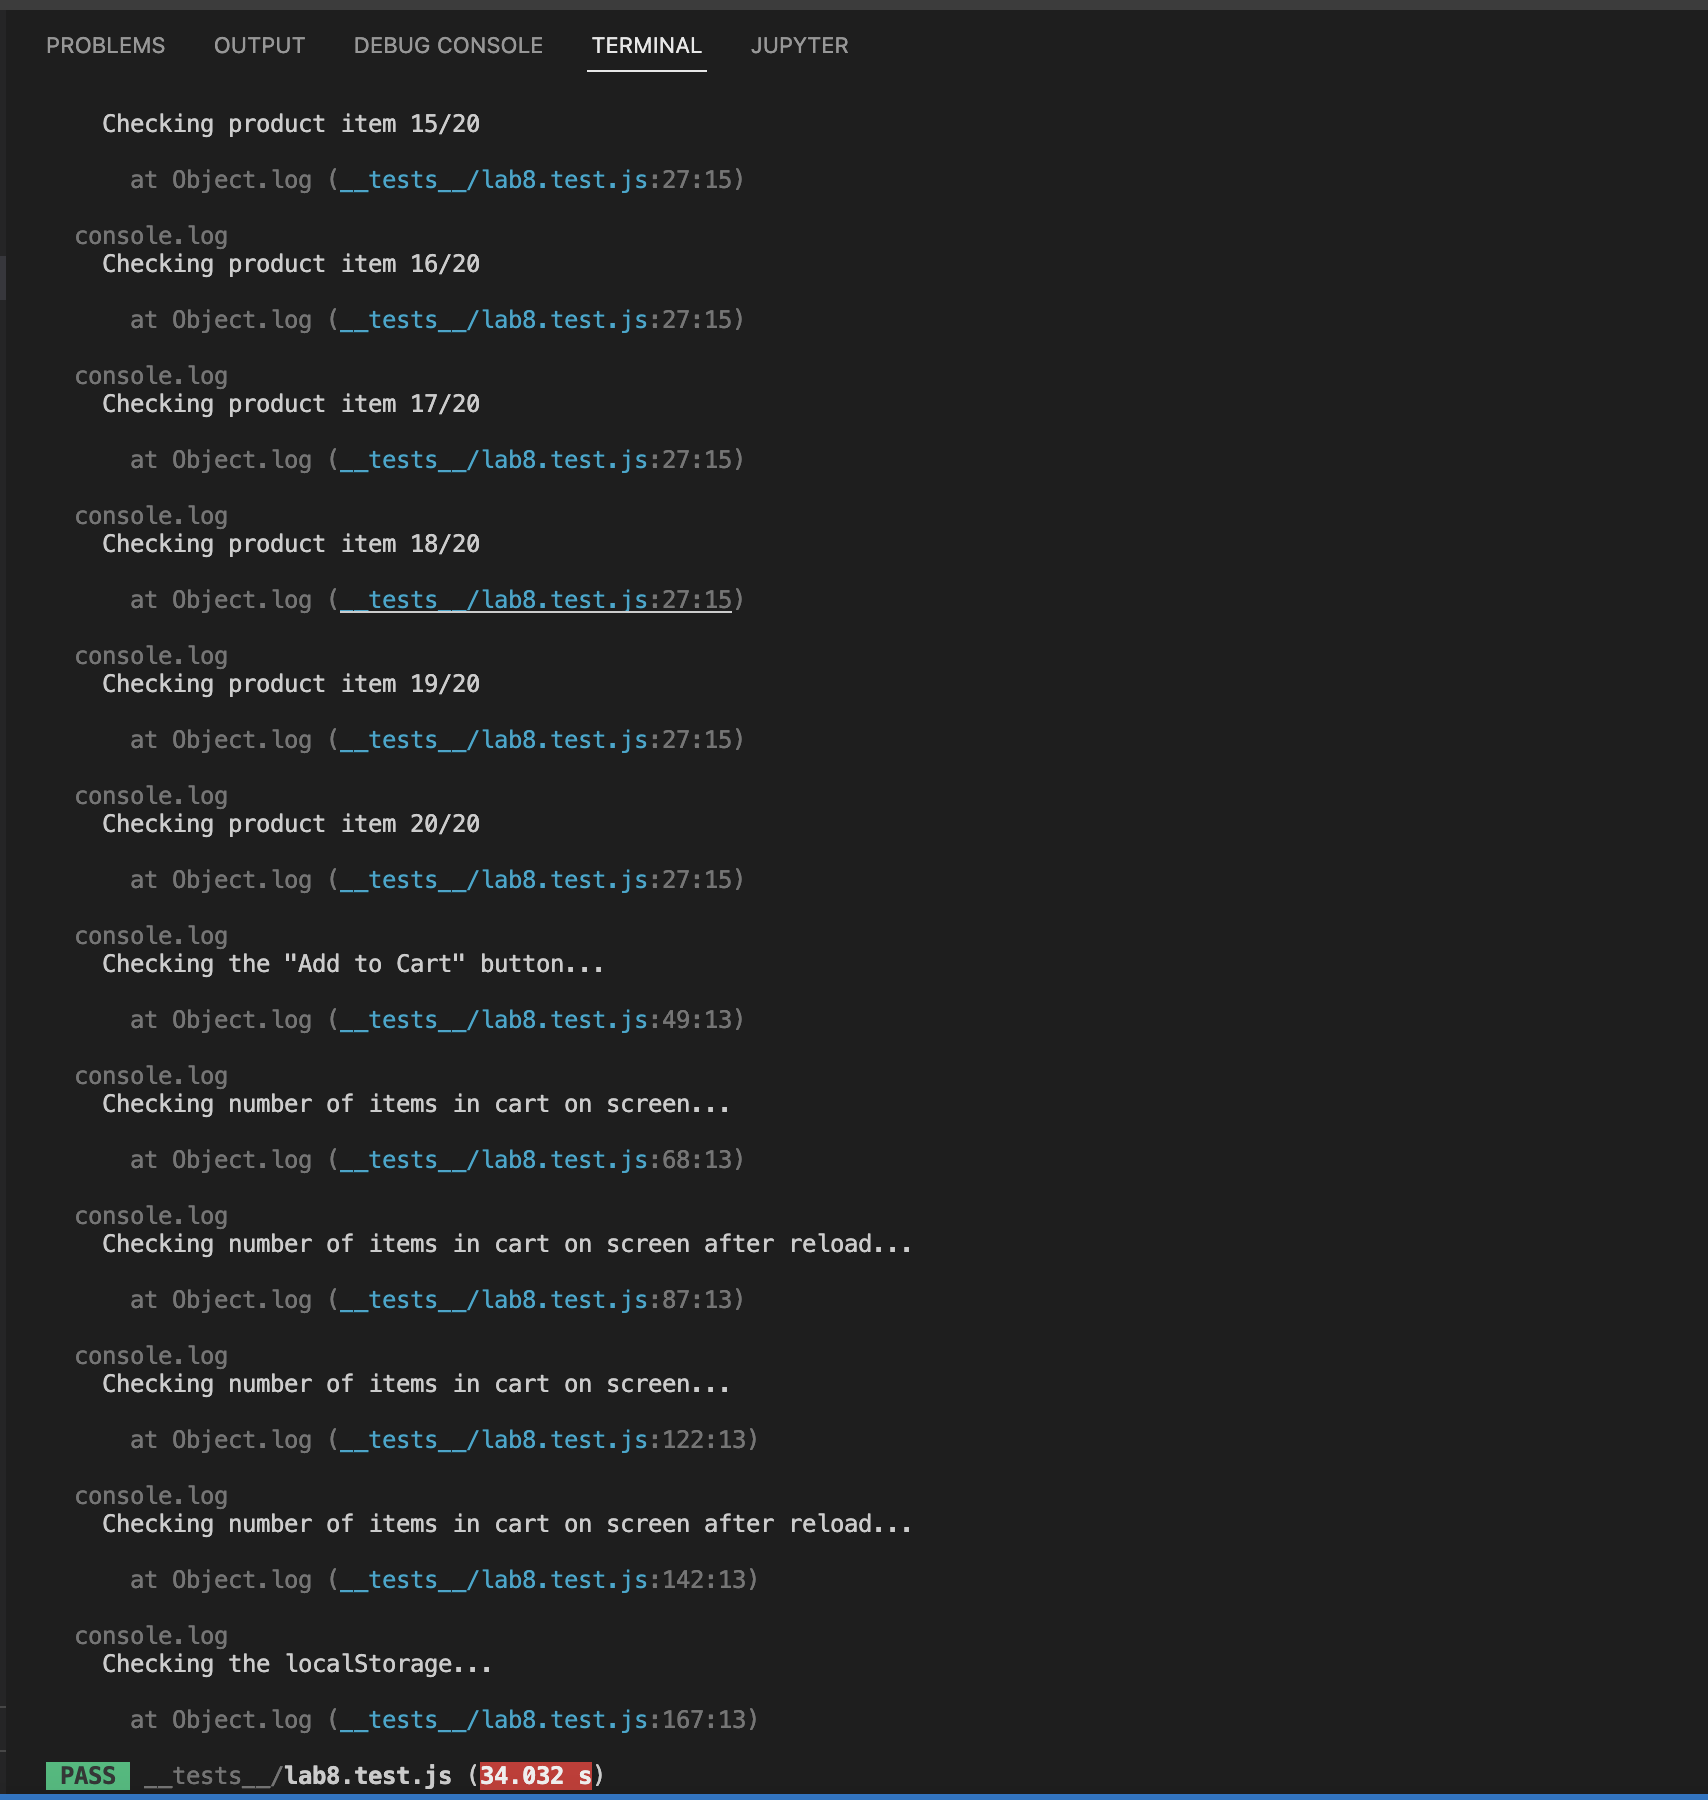 PROBLEMS OUTPUT DEBUG CONSOLE TERMINAL JUPYTER
Checking product item 15/20
at Object.log (__tests__/lab8.test.js:27:15)
console.log
Checking product item 16/20
at Object.log (__tests__/lab8.test.js:27:15)
console.log
Checking product item 17/20
at Object.log (__tests__/lab8.test.js:27:15)
console.log
Checking product item 18/20
at Object.log (__tests__/lab8.test.js:27:15)
console.log
Checking product item 19/20
at Object.log (__tests__/lab8.test.js:27:15)
console.log
Checking product item 20/20
at Object.log (__tests__/lab8.test.js:27:15)
console.log
Checking the "Add to Cart" button...
at Object.log (__tests__/lab8.test.js:49:13)
console.log
Checking number of items in cart on screen...
at Object.log (__tests__/lab8.test.js:68:13)
console.log
Checking number of items in cart on screen after reload...
at Object.log (__tests__/lab8.test.js:87:13)
console.log
Checking number of items in cart on screen...
at Object.log (__tests__/lab8.test.js:122:13)
console.log
Checking number of items in cart on screen after reload...
at Object.log (__tests__/lab8.test.js:142:13)
console.log
Checking the localStorage...
at Object.log (__tests__/lab8.test.js:167:13)
PASS __tests__/lab8.test.js (34.032 s)